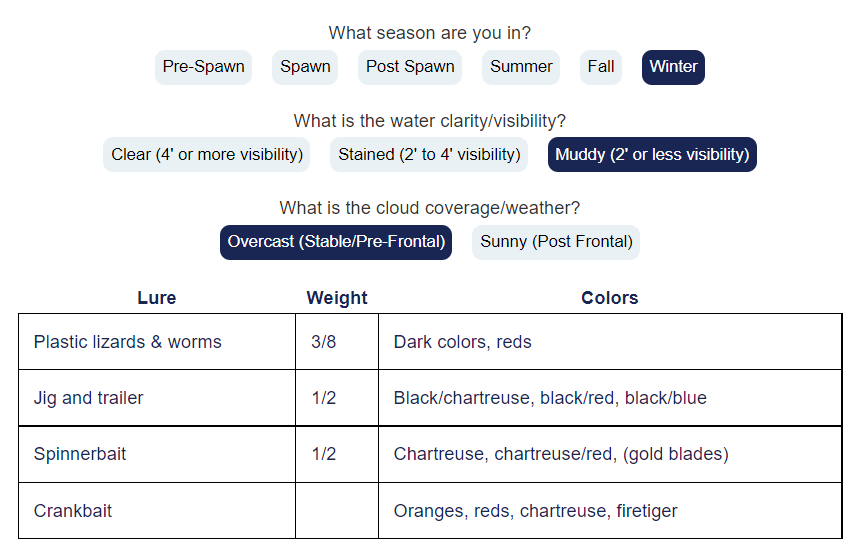 What season are you in?
Pre-Spawn Spawn Post Spawn Summer Fall Winter
What is the water clarity/visibility?
Clear (4' or more visibility) Stained (2' to 4' visibility) Muddy (2' or less visibility)
What is the cloud coverage/weather?
Overcast (Stable/Pre-Frontal) Sunny (Post Frontal)
Lure Weight Colors
Plastic lizards & worms 3/8 Dark colors, reds
Jig and trailer 1/2 Black/chartreuse, black/red, black/blue
Spinnerbait 1/2 Chartreuse, chartreuse/red, (gold blades)
Crankbait Oranges, reds, chartreuse, firetiger